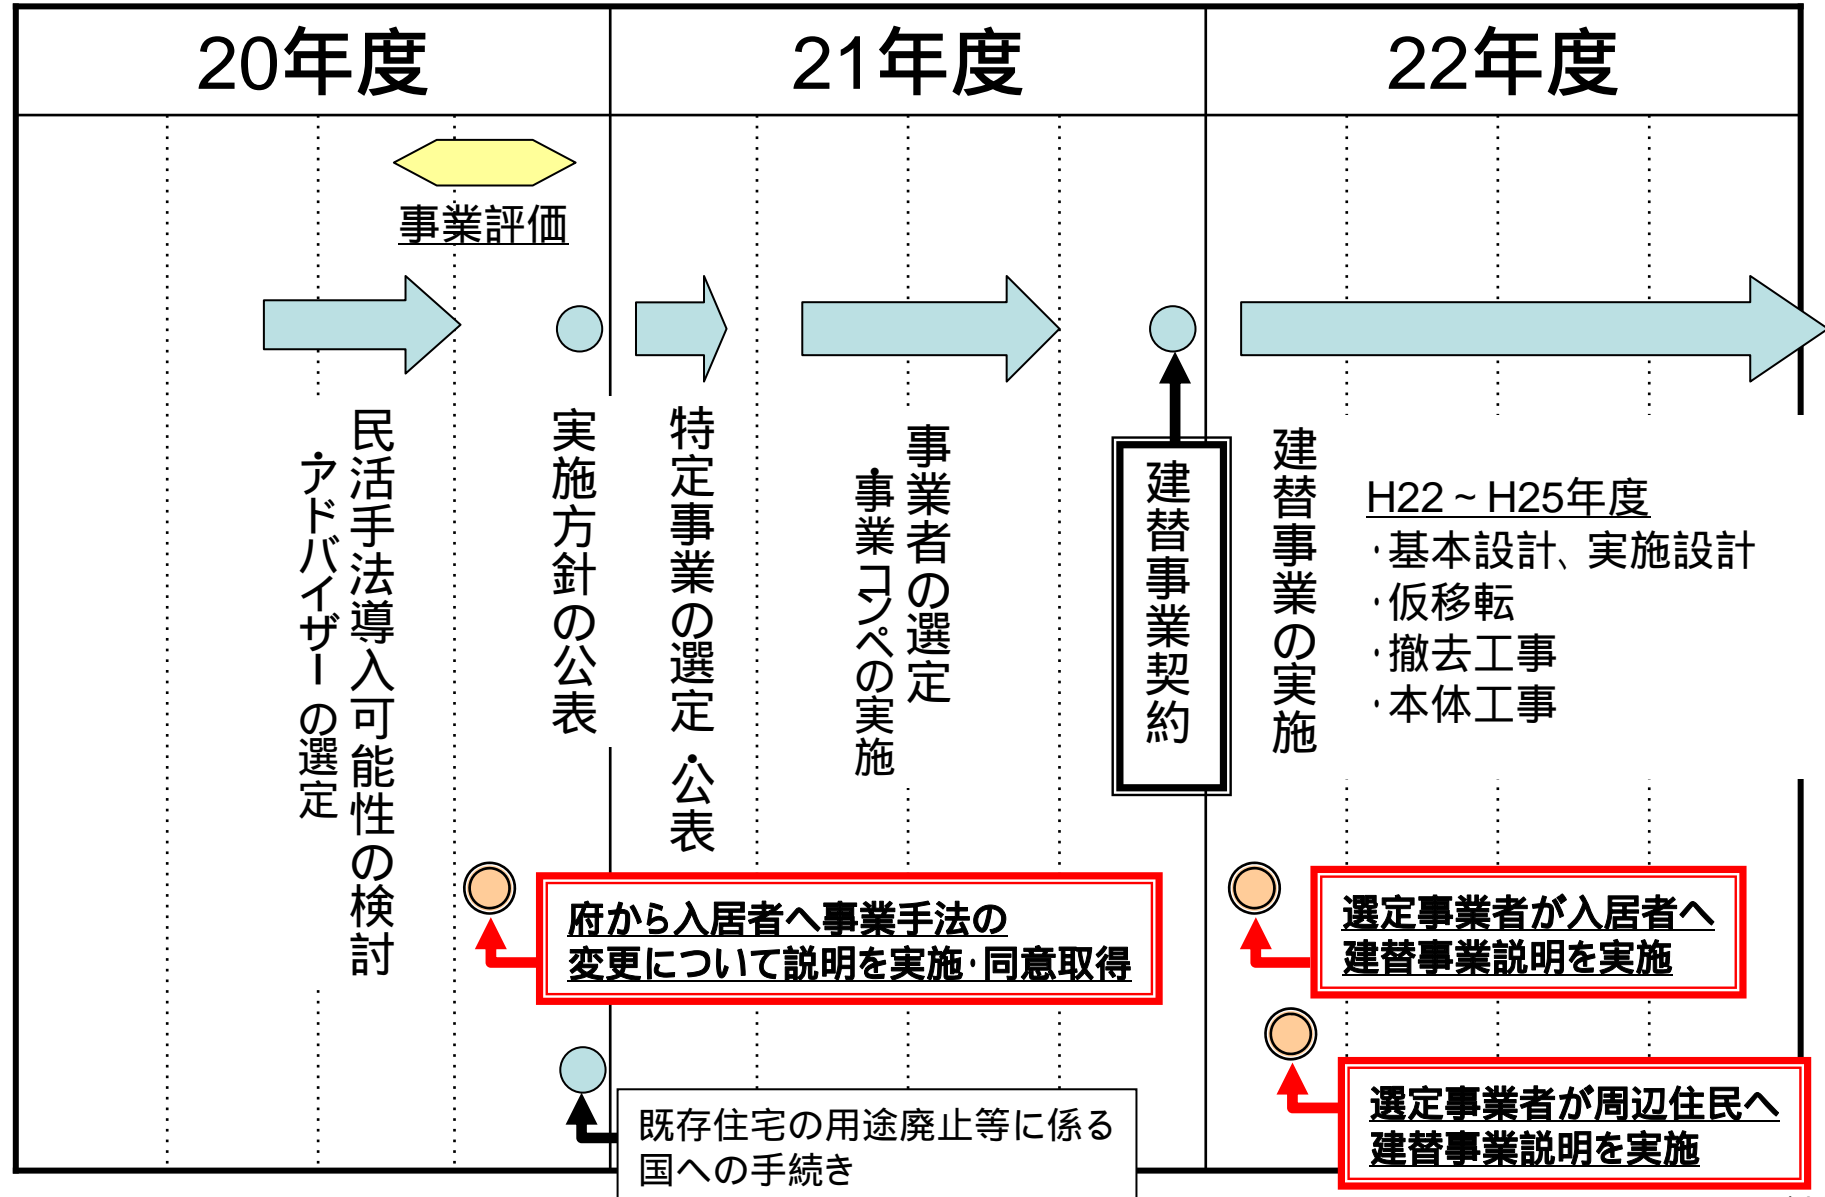 20年度
21年度
22年度
事業評価
民活手法導入可能性の検討
・アドバイザーの選定
実施方針の公表
特定事業の選定・公表
事業者の選定
・事業コンペの実施
建替事業契約
建替事業の実施
H22～H25年度
・基本設計、実施設計
・仮移転
・撤去工事
・本体工事
府から入居者へ事業手法の
変更について説明を実施・同意取得
選定事業者が入居者へ
建替事業説明を実施
既存住宅の用途廃止等に係る
国への手続き
選定事業者が周辺住民へ
建替事業説明を実施